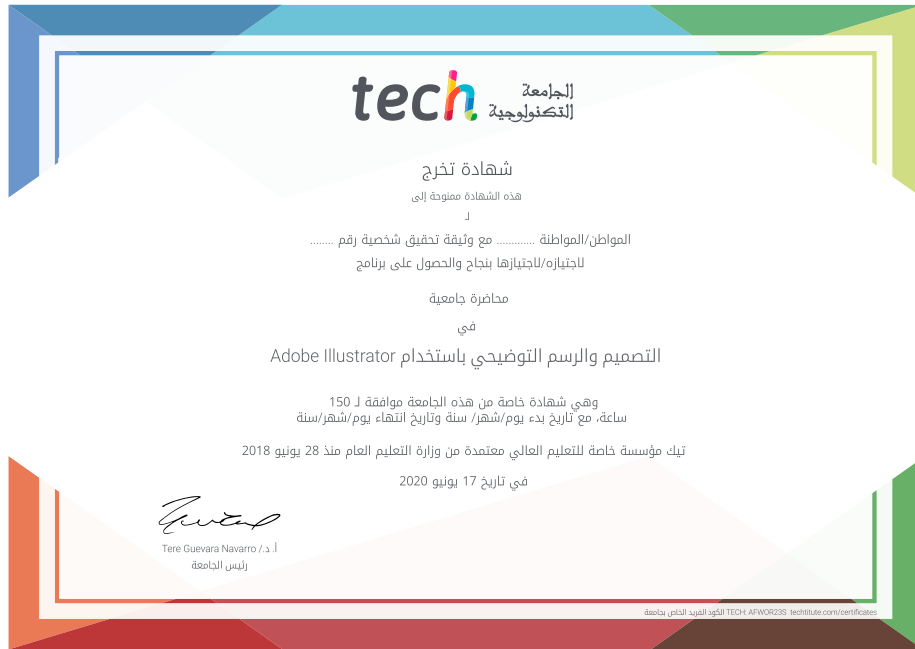 tech الجامعة
التكنولوجية
شهادة تخرج
هذه الشهادة ممنوحة إلى
لـ
المواطن/المواطنة ............. مع وثيقة تحقيق شخصية رقم ........
لاجتيازه/لاجتيازها بنجاح والحصول على برنامج
محاضرة جامعية
في
التصميم والرسم التوضيحي باستخدام Adobe Illustrator
وهي شهادة خاصة من هذه الجامعة موافقة لـ 150
ساعة، مع تاريخ بدء يوم/شهر/ سنة وتاريخ انتهاء يوم/شهر/سنة
تيك مؤسسة خاصة للتعليم العالي معتمدة من وزارة التعليم العام منذ 28 يونيو 2018
في تاريخ 17 يونيو 2020
أ. د./ Tere Guevara Navarro
رئيس الجامعة
الكود الفريد الخاص بجامعة TECH: AFWOR23S techtitute.com/certificates